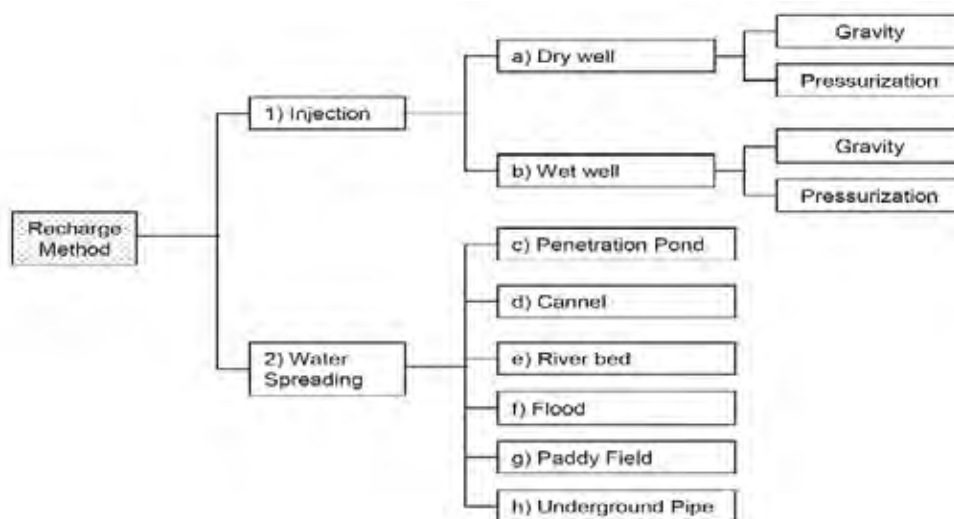 Recharge
Method
1) Injection
a) Dry well
Gravity
Pressurization
b) Wet well
Gravity
Pressurization
2) Water
Spreading
c) Penetration Pond
d) Cannel
e) River bed
f) Flood
g) Paddy Field
h) Underground Pipe